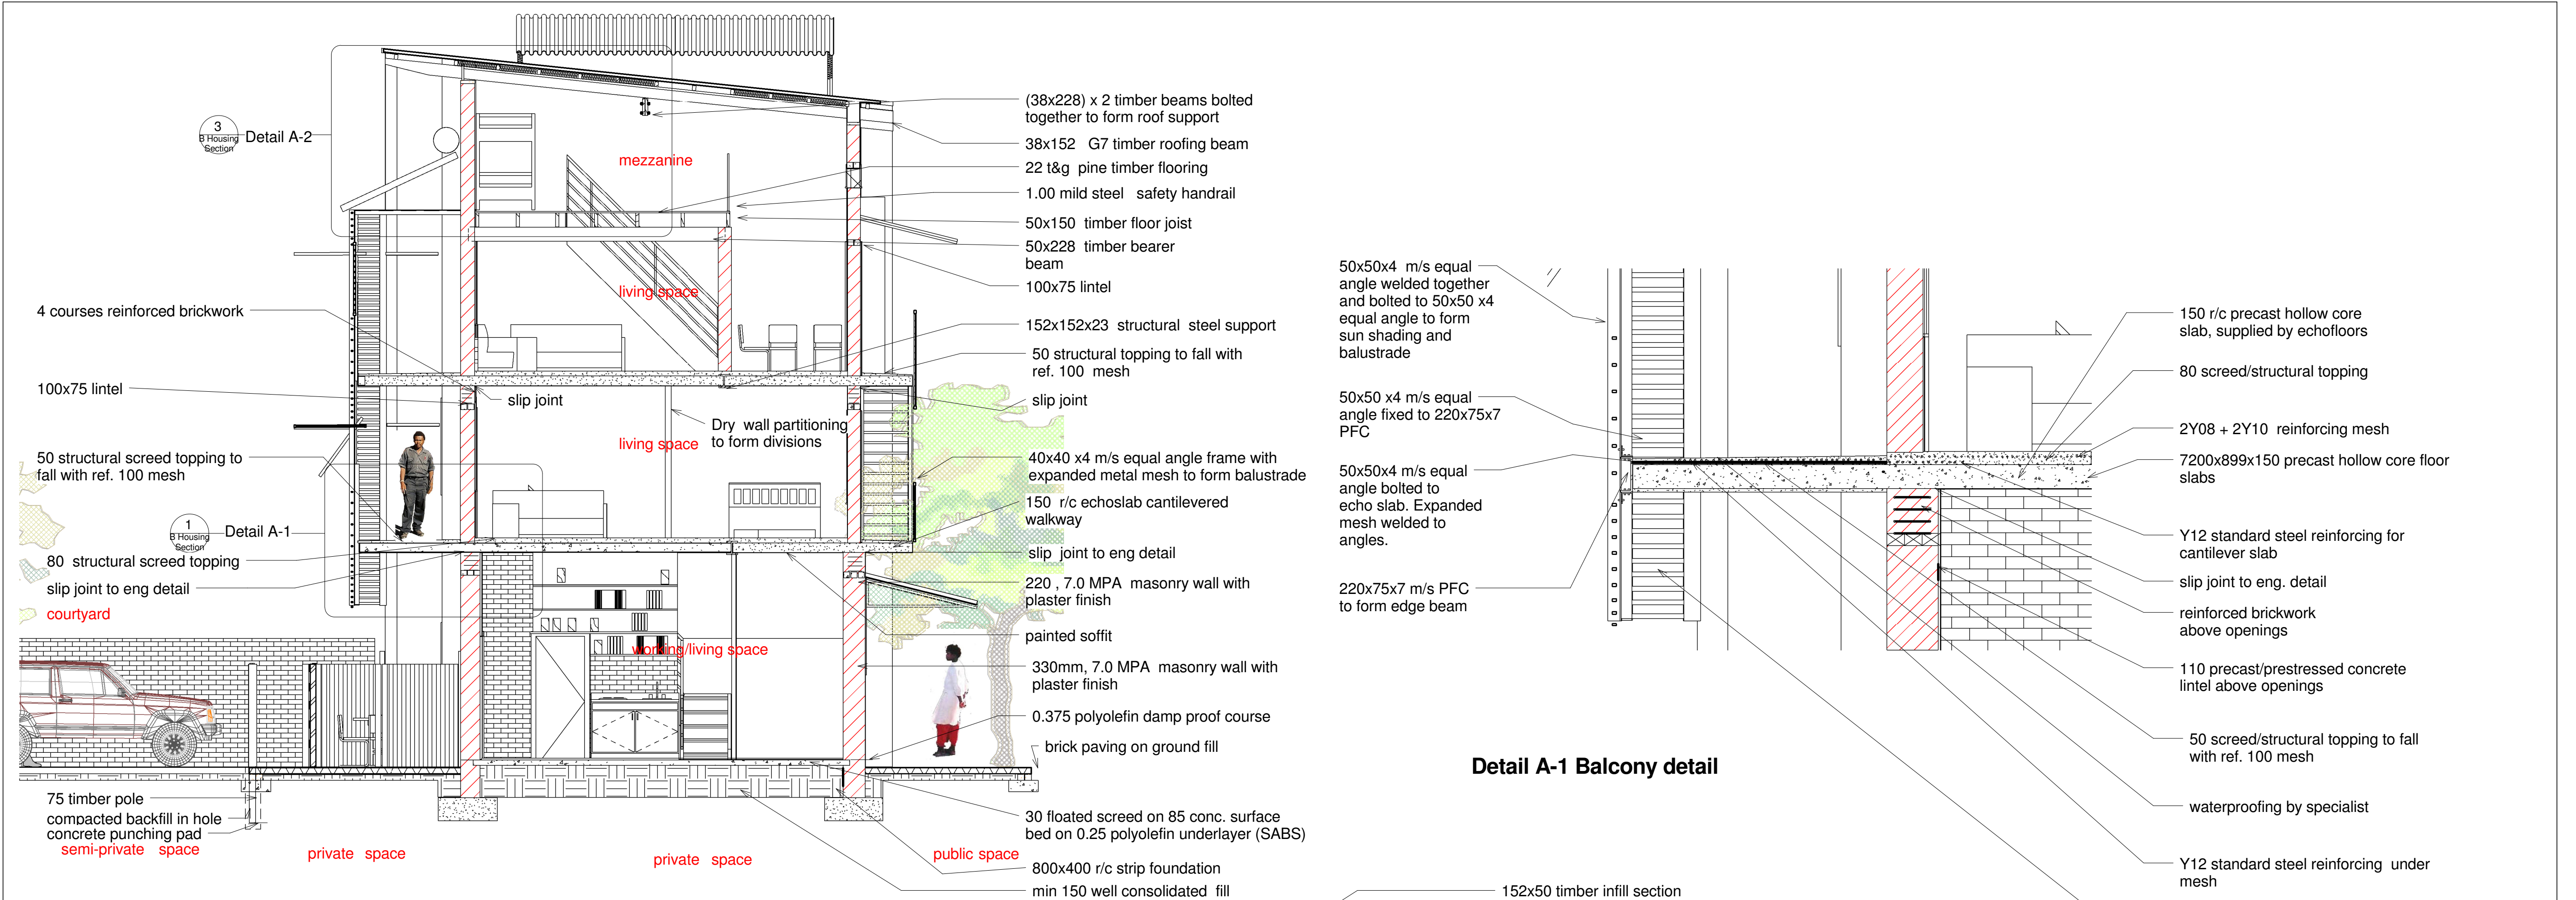 3
B Housing
Section
Detail A-2
4 courses reinforced brickwork
100x75 lintel
50 structural screed topping to
fall with ref. 100 mesh
1
B Housing
Section
Detail A-1
80 structural screed topping
slip joint to eng detail
courtyard
75 timber pole
compacted backfill in hole
concrete punching pad
semi-private space
private space
private space
public space
mezzanine
living space
slip joint
Dry wall partitioning
to form divisions
living space
working/living space
(38x228) x 2 timber beams bolted
together to form roof support
38x152 G7 timber roofing beam
22 t&g pine timber flooring
1.00 mild steel safety handrail
50x150 timber floor joist
50x228 timber bearer
beam
100x75 lintel
152x152x23 structural steel support
50 structural topping to fall with
ref. 100 mesh
slip joint
40x40 x4 m/s equal angle frame with
expanded metal mesh to form balustrade
150 r/c echoslab cantilevered
walkway
slip joint to eng detail
220 , 7.0 MPA masonry wall with
plaster finish
painted soffit
330mm, 7.0 MPA masonry wall with
plaster finish
0.375 polyolefin damp proof course
brick paving on ground fill
30 floated screed on 85 conc. surface
bed on 0.25 polyolefin underlayer (SABS)
800x400 r/c strip foundation
min 150 well consolidated fill
50x50x4 m/s equal
angle welded together
and bolted to 50x50 x4
equal angle to form
sun shading and
balustrade
50x50 x4 m/s equal
angle fixed to 220x75x7
PFC
50x50x4 m/s equal
angle bolted to
echo slab. Expanded
mesh welded to
angles.
220x75x7 m/s PFC
to form edge beam
Detail A-1 Balcony detail
152x50 timber infill section
150 r/c precast hollow core
slab, supplied by echofloors
80 screed/structural topping
2Y08 + 2Y10 reinforcing mesh
7200x899x150 precast hollow core floor
slabs
Y12 standard steel reinforcing for
cantilever slab
slip joint to eng. detail
reinforced brickwork
above openings
110 precast/prestressed concrete
lintel above openings
50 screed/structural topping to fall
with ref. 100 mesh
waterproofing by specialist
Y12 standard steel reinforcing under
mesh